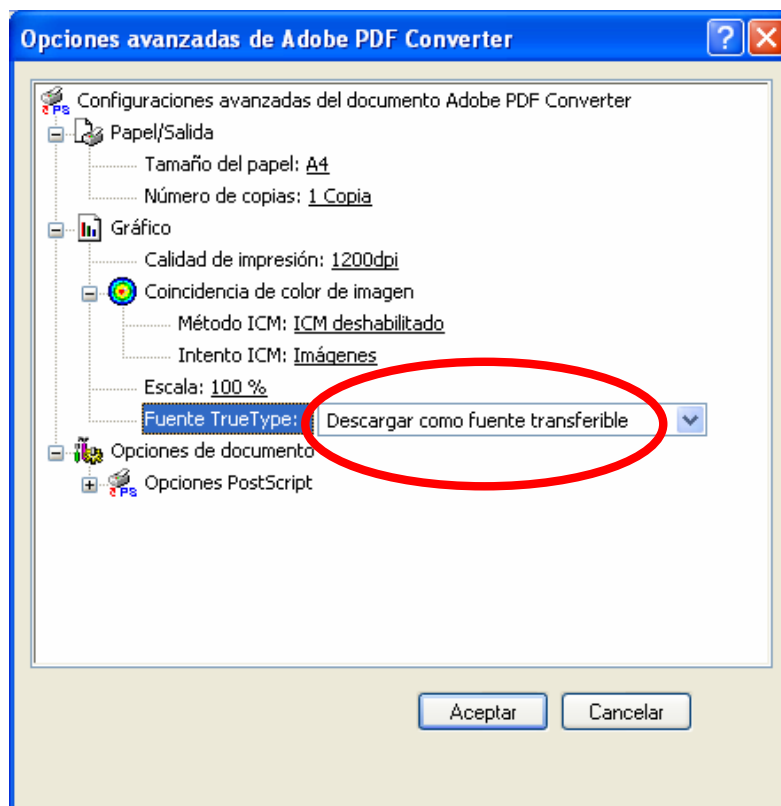 Opciones avanzadas de Adobe PDF Converter
Configuraciones avanzadas del documento Adobe PDF Converter
Papel/Salida
Tamaño del papel: A4
Número de copias: 1 Copia
Gráfico
Calidad de impresión: 1200dpi
Coincidencia de color de imagen
Método ICM: ICM deshabilitado
Intento ICM: Imágenes
Escala: 100 %
Fuente TrueType: Descargar como fuente transferible
Opciones de documento
Opciones PostScript
Aceptar Cancelar